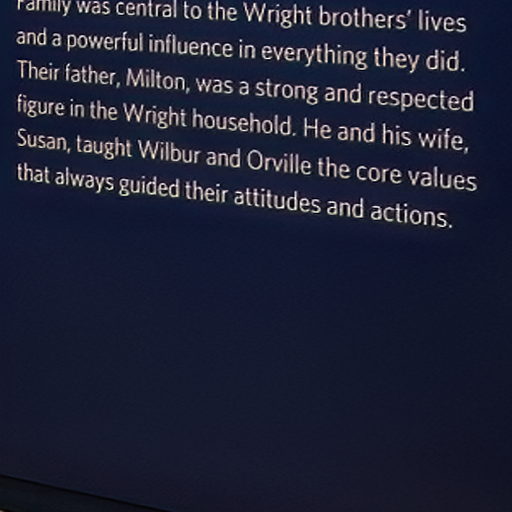 Family was central to the Wright brothers' lives
and a powerful influence in everything they did.
Their father, Milton, was a strong and respected
figure in the Wright household. He and his wife,
Susan, taught Wilbur and Orville the core values
that always guided their attitudes and actions.